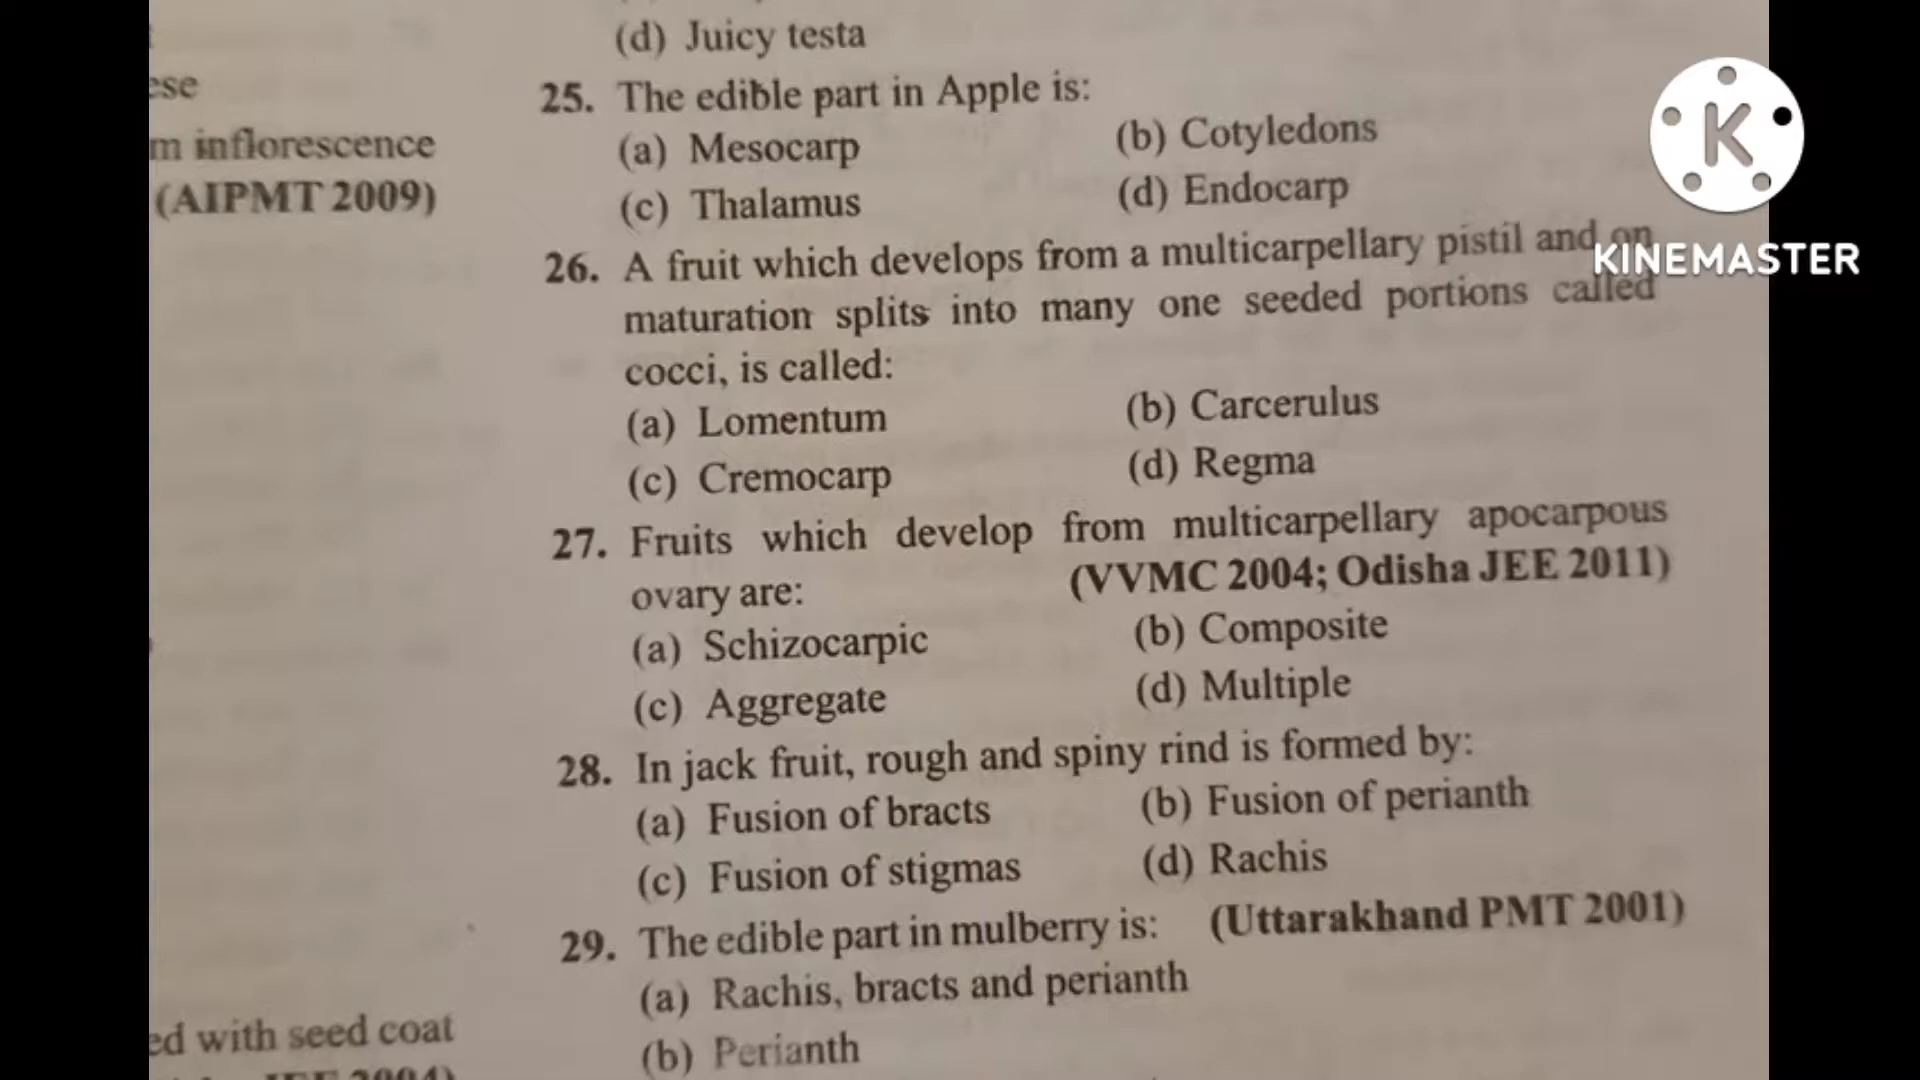 ese
m inflorescence
(AIPMT 2009)
ed with seed coat
(d) Juicy testa
25. The edible part in Apple is:
(a) Mesocarp (b) Cotyledons
(c) Thalamus (d) Endocarp
26. A fruit which develops from a multicarpellary pistil and on
maturation splits into many one seeded portions called
cocci, is called:
(a) Lomentum (b) Carcerulus
(c) Cremocarp (d) Regma
27. Fruits which develop from multicarpellary apocarpous
ovary are: (VVMC 2004; Odisha JEE 2011)
(a) Schizocarpic (b) Composite
(c) Aggregate (d) Multiple
28. In jack fruit, rough and spiny rind is formed by:
(a) Fusion of bracts (b) Fusion of perianth
(c) Fusion of stigmas (d) Rachis
29. The edible part in mulberry is: (Uttarakhand PMT 2001)
(a) Rachis, bracts and perianth
(b) Perianth
K
KINEMASTER